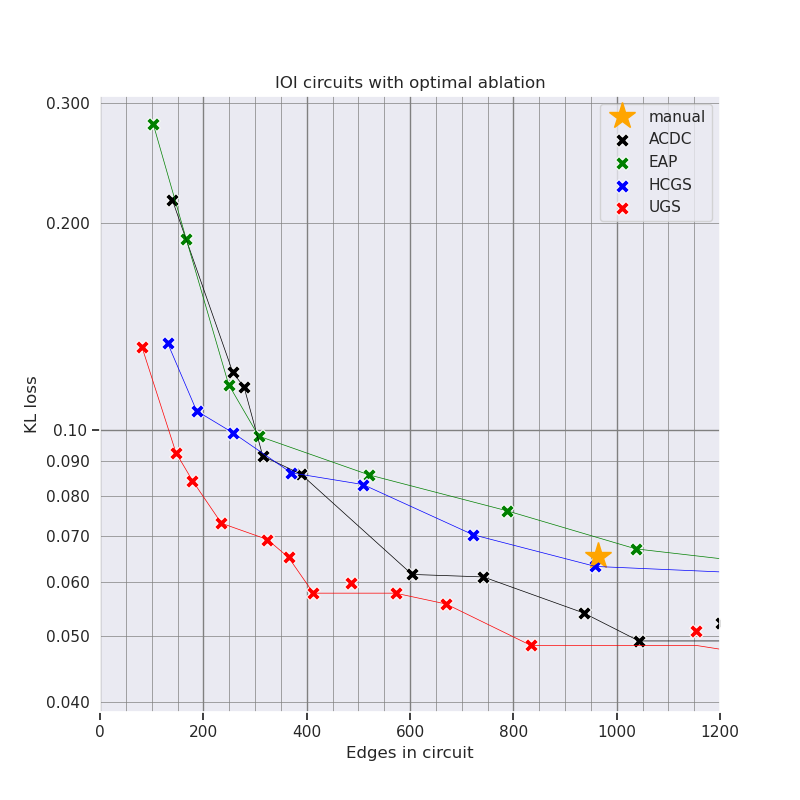 IOI circuits with optimal ablation
0.300
0.200
0.10
0.090
0.080
0.070
0.060
0.050
0.040
KL loss
manual
ACDC
EAP
HCGS
UGS
0 200 400 600 800 1000 1200
Edges in circuit